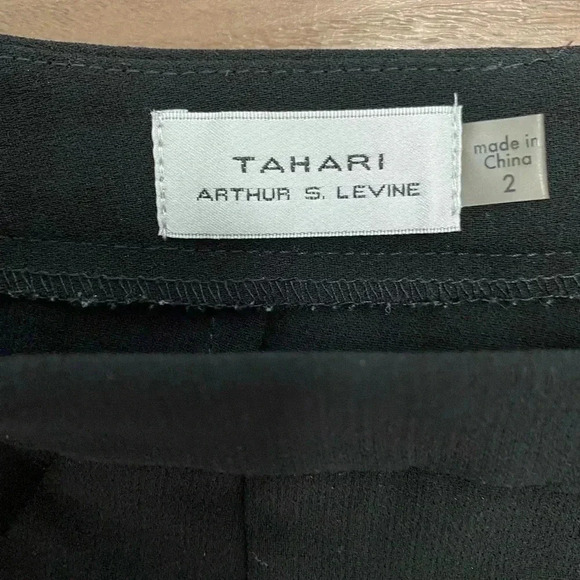 TAHARI
ARTHUR S. LEVINE
made in
China
2